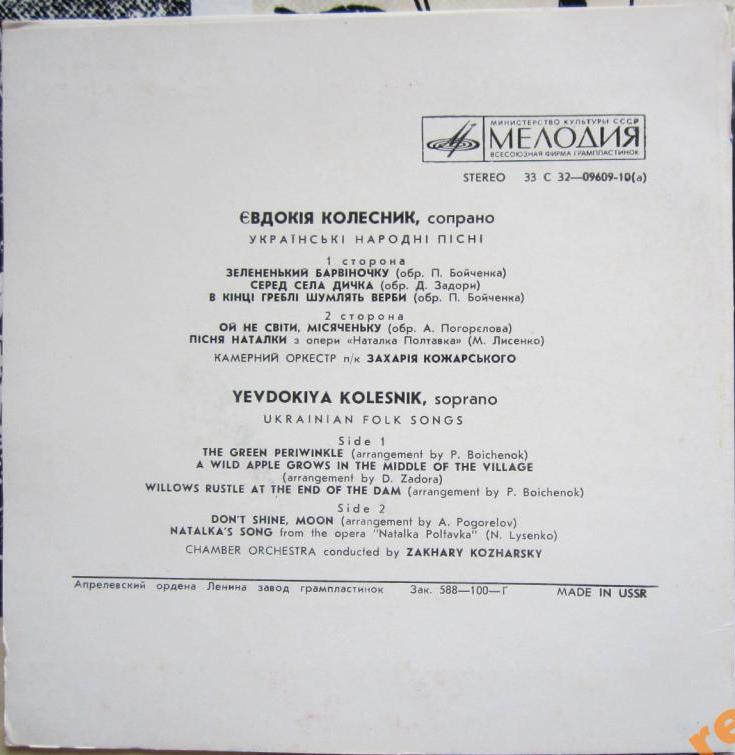 МИНИСТЕРСТВО КУЛЬТУРЫ СССР
МЕЛОДИЯ
ВСЕСОЮЗНАЯ ФИРМА ГРАМПЛАСТИНОК
STEREO 33 С 32—09609-10(а)
ЄВДОКІЯ КОЛЕСНИК, сопрано
УКРАЇНСЬКІ НАРОДНІ ПІСНІ
1 сторона
ЗЕЛЕНЕНЬКИЙ БАРВІНОЧКУ (обр. П. Бойченка)
СЕРЕД СЕЛА ДИЧКА (обр. Д. Задори)
В КІНЦІ ГРЕБЛІ ШУМЛЯТЬ ВЕРБИ (обр. П. Бойченка)
2 сторона
ОЙ НЕ СВІТИ, МІСЯЧЕНЬКУ (обр. А. Погорєлова)
ПІСНЯ НАТАЛКИ з опери «Наталка Полтавка» (М. Лисенко)
КАМЕРНИЙ ОРКЕСТР п/к ЗАХАРІЯ КОЖАРСЬКОГО
YEVDOKIYA KOLESNIK, soprano
UKRAINIAN FOLK SONGS
Side 1
THE GREEN PERIWINKLE (arrangement by P. Boichenok)
A WILD APPLE GROWS IN THE MIDDLE OF THE VILLAGE
(arrangement by D. Zadora)
WILLOWS RUSTLE AT THE END OF THE DAM (arrangement by P. Boichenok)
Side 2
DON'T SHINE, MOON (arrangement by A. Pogorelov)
NATALKA'S SONG from the opera "Natalka Poltavka" (N. Lysenko)
CHAMBER ORCHESTRA conducted by ZAKHARY KOZHARSKY
Апрелевский ордена Ленина завод грампластинок Зак. 588—100—Г MADE IN USSR